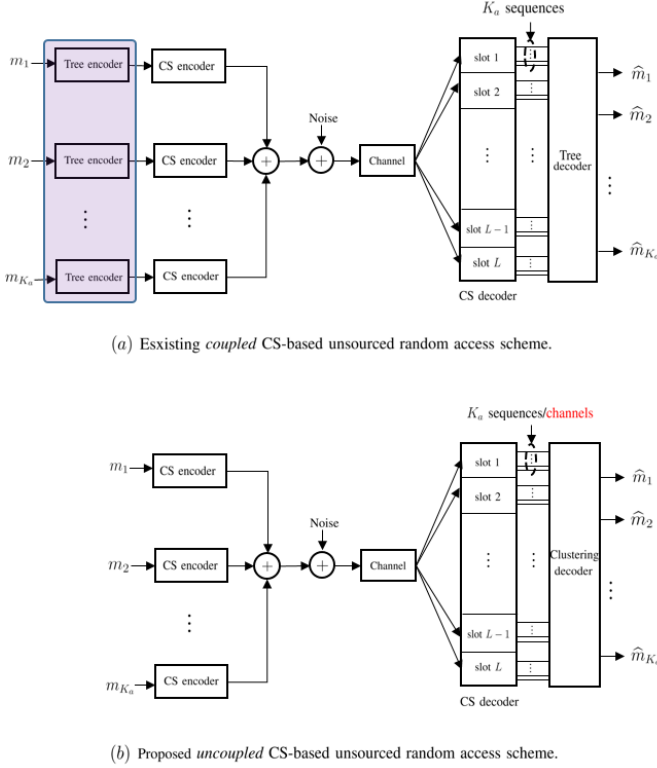 K_a sequences
m_1
Tree encoder
CS encoder
slot 1
slot 2
m̂_1
m̂_2
Noise
m_2
Tree encoder
CS encoder
+
+
Channel
⋮
⋮
Tree
decoder
⋮
⋮
⋮
slot L − 1
m_{K_a}
Tree encoder
CS encoder
slot L
m̂_{K_a}
CS decoder
(a) Esxisting coupled CS-based unsourced random access scheme.
K_a sequences/channels
m_1
CS encoder
slot 1
slot 2
m̂_1
m̂_2
Noise
m_2
CS encoder
+
+
Channel
⋮
⋮
Clustering
decoder
⋮
⋮
slot L − 1
m_{K_a}
CS encoder
slot L
m̂_{K_a}
CS decoder
(b) Proposed uncoupled CS-based unsourced random access scheme.